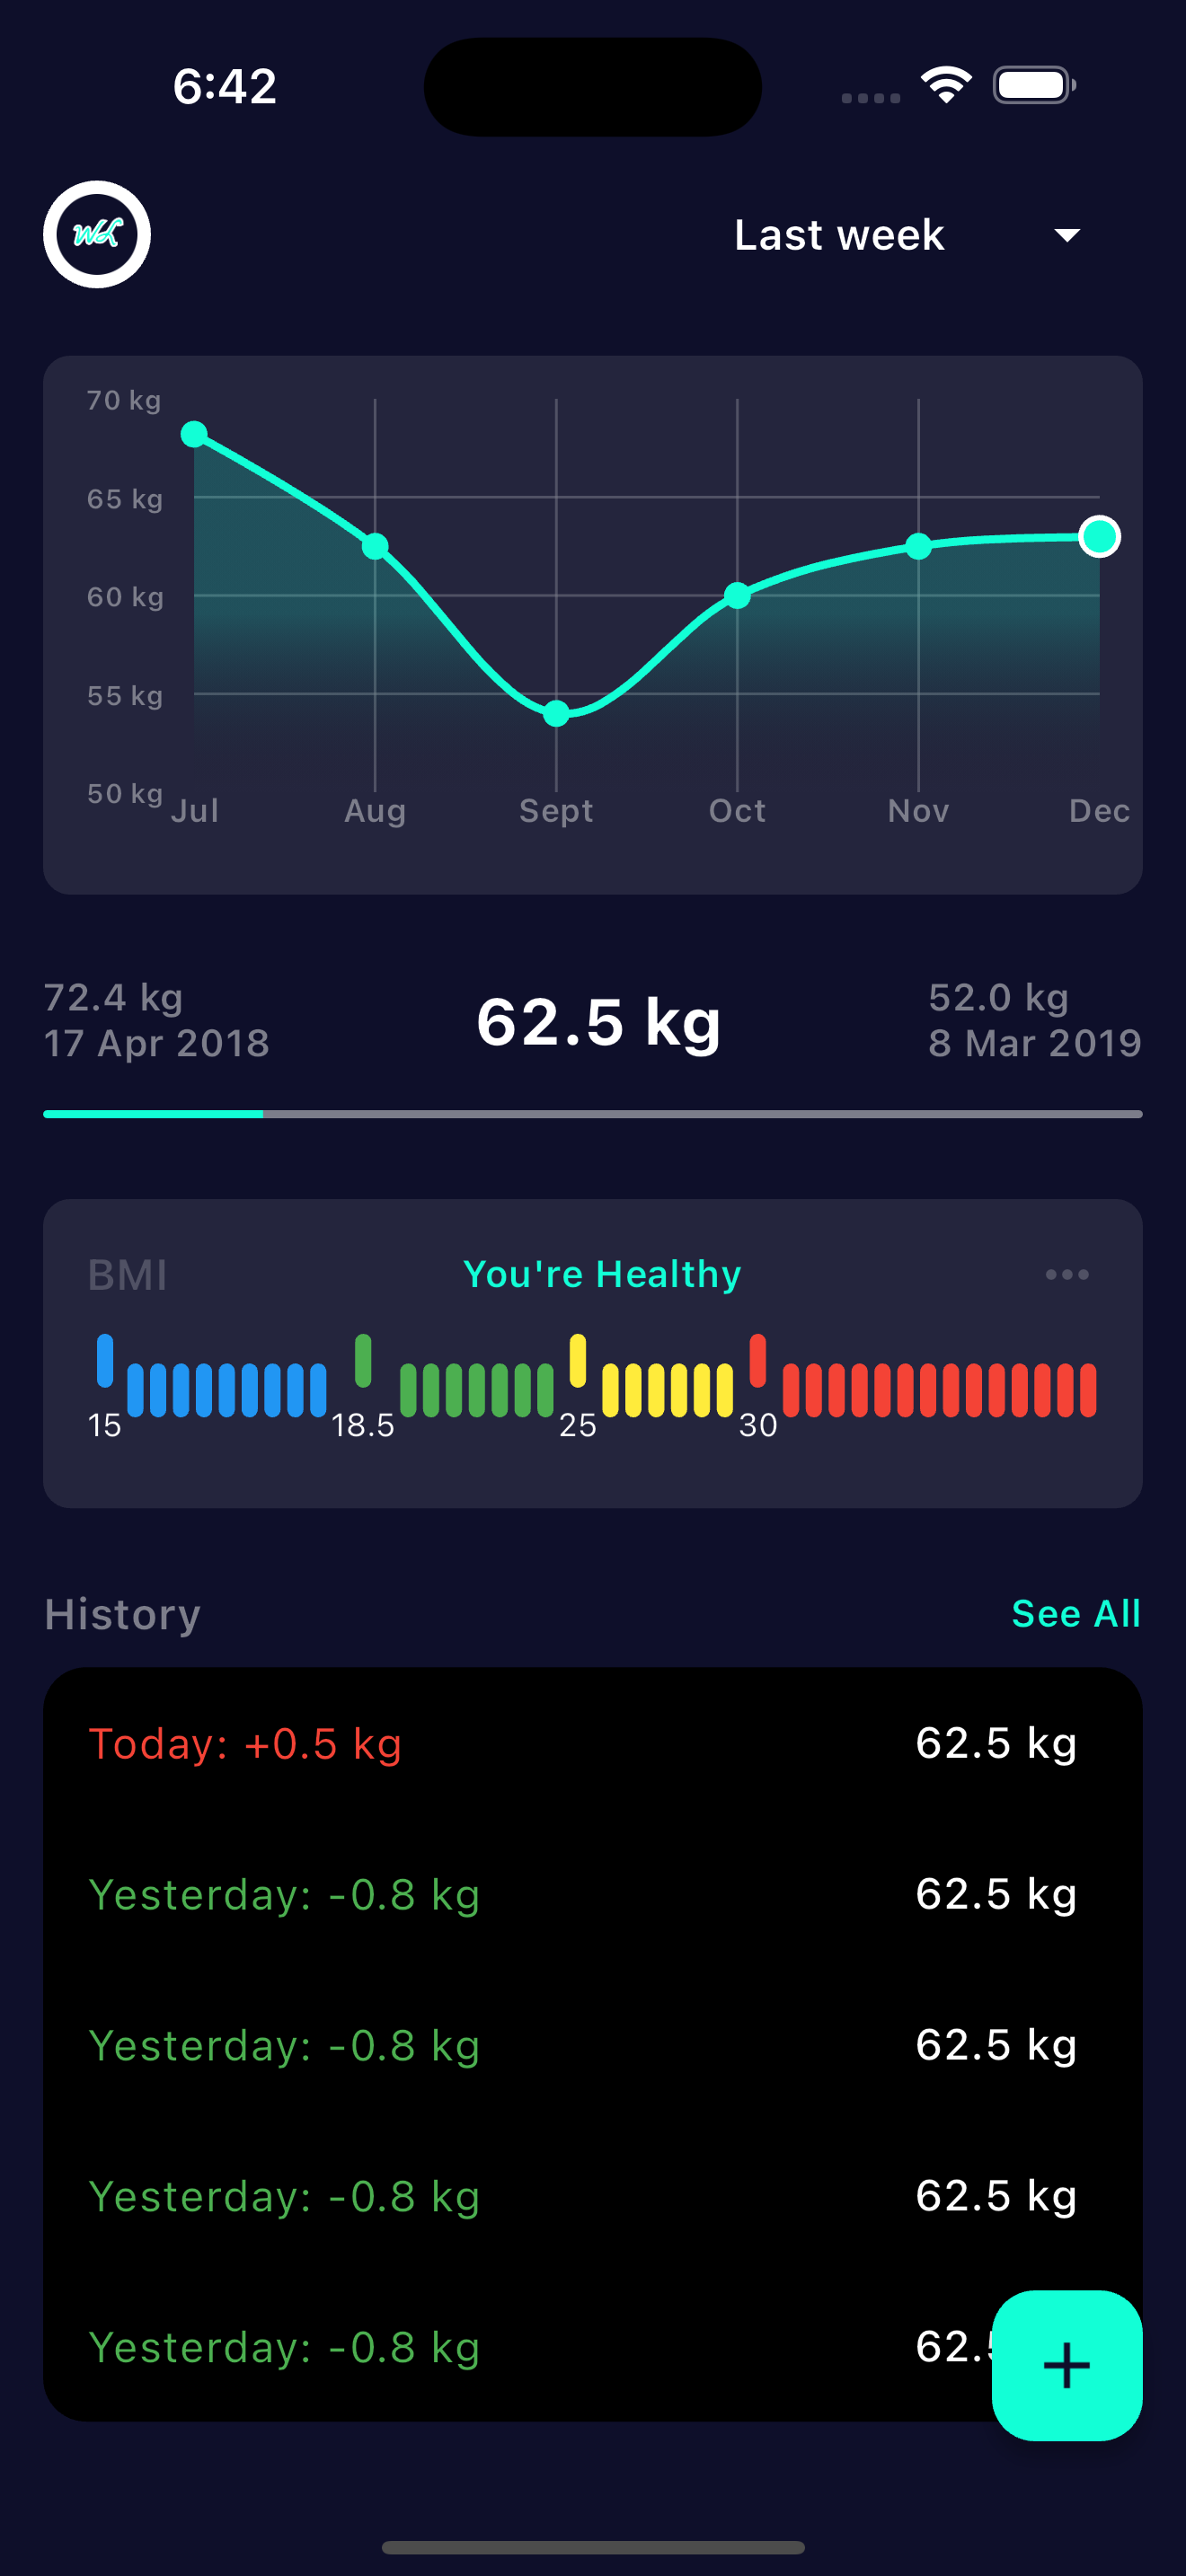 6:42
WL
Last week
70 kg
65 kg
60 kg
55 kg
50 kg
Jul Aug Sept Oct Nov Dec
72.4 kg
17 Apr 2018
62.5 kg
52.0 kg
8 Mar 2019
BMI You're Healthy
15 18.5 25 30
History See All
Today: +0.5 kg 62.5 kg
Yesterday: -0.8 kg 62.5 kg
Yesterday: -0.8 kg 62.5 kg
Yesterday: -0.8 kg 62.5 kg
Yesterday: -0.8 kg 62.5